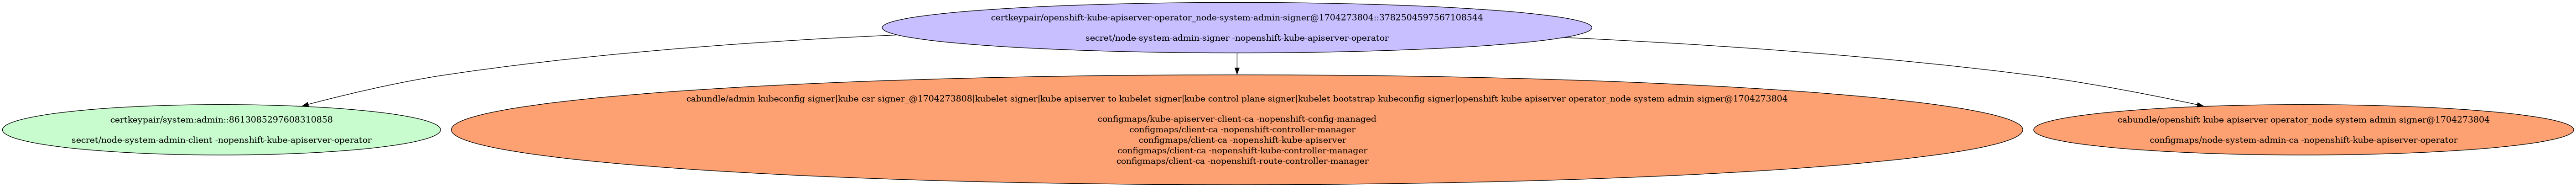 certkeypair/openshift-kube-apiserver-operator_node-system-admin-signer@1704273804::3782504597567108544
secret/node-system-admin-signer -nopenshift-kube-apiserver-operator
certkeypair/system:admin::8613085297608310858
secret/node-system-admin-client -nopenshift-kube-apiserver-operator
cabundle/admin-kubeconfig-signer|kube-csr-signer_@1704273808|kubelet-signer|kube-apiserver-to-kubelet-signer|kube-control-plane-signer|kubelet-bootstrap-kubeconfig-signer|openshift-kube-apiserver-operator_node-system-admin-signer@1704273804
configmaps/kube-apiserver-client-ca -nopenshift-config-managed
configmaps/client-ca -nopenshift-controller-manager
configmaps/client-ca -nopenshift-kube-apiserver
configmaps/client-ca -nopenshift-kube-controller-manager
configmaps/client-ca -nopenshift-route-controller-manager
cabundle/openshift-kube-apiserver-operator_node-system-admin-signer@1704273804
configmaps/node-system-admin-ca -nopenshift-kube-apiserver-operator